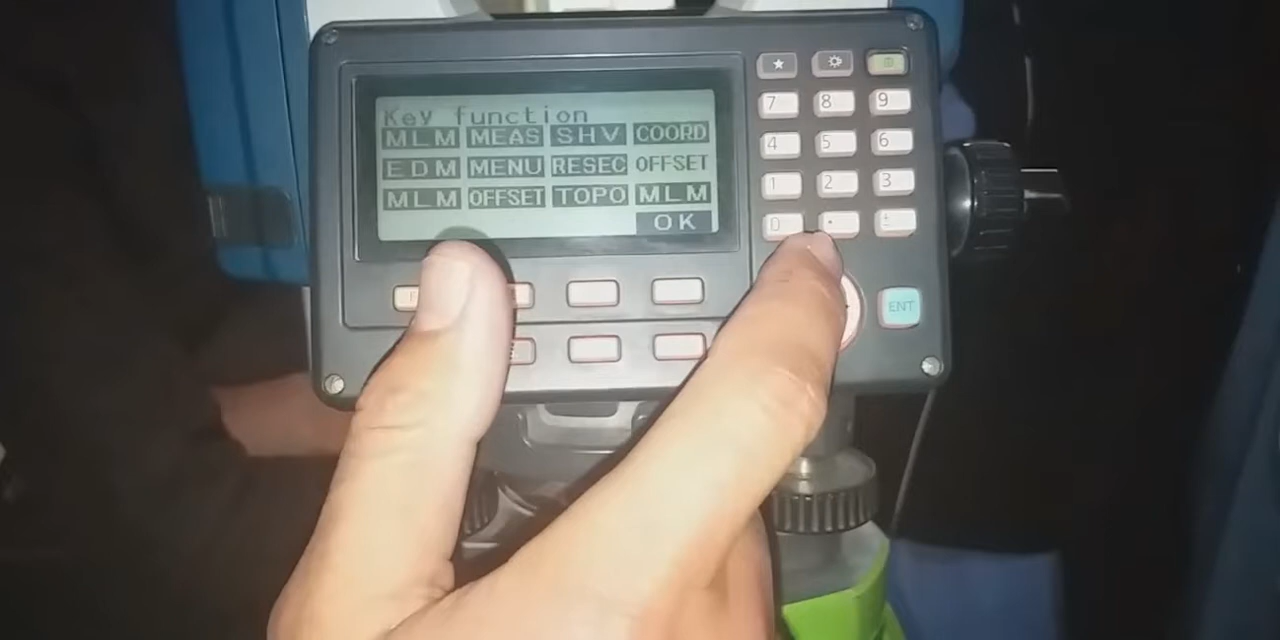 Key function
MLM MEAS SHV COORD
EDM MENU RESEC OFFSET
MLM OFFSET TOPO MLM
OK
7 8 9
4 5 6
1 2 3
0 .
ENT